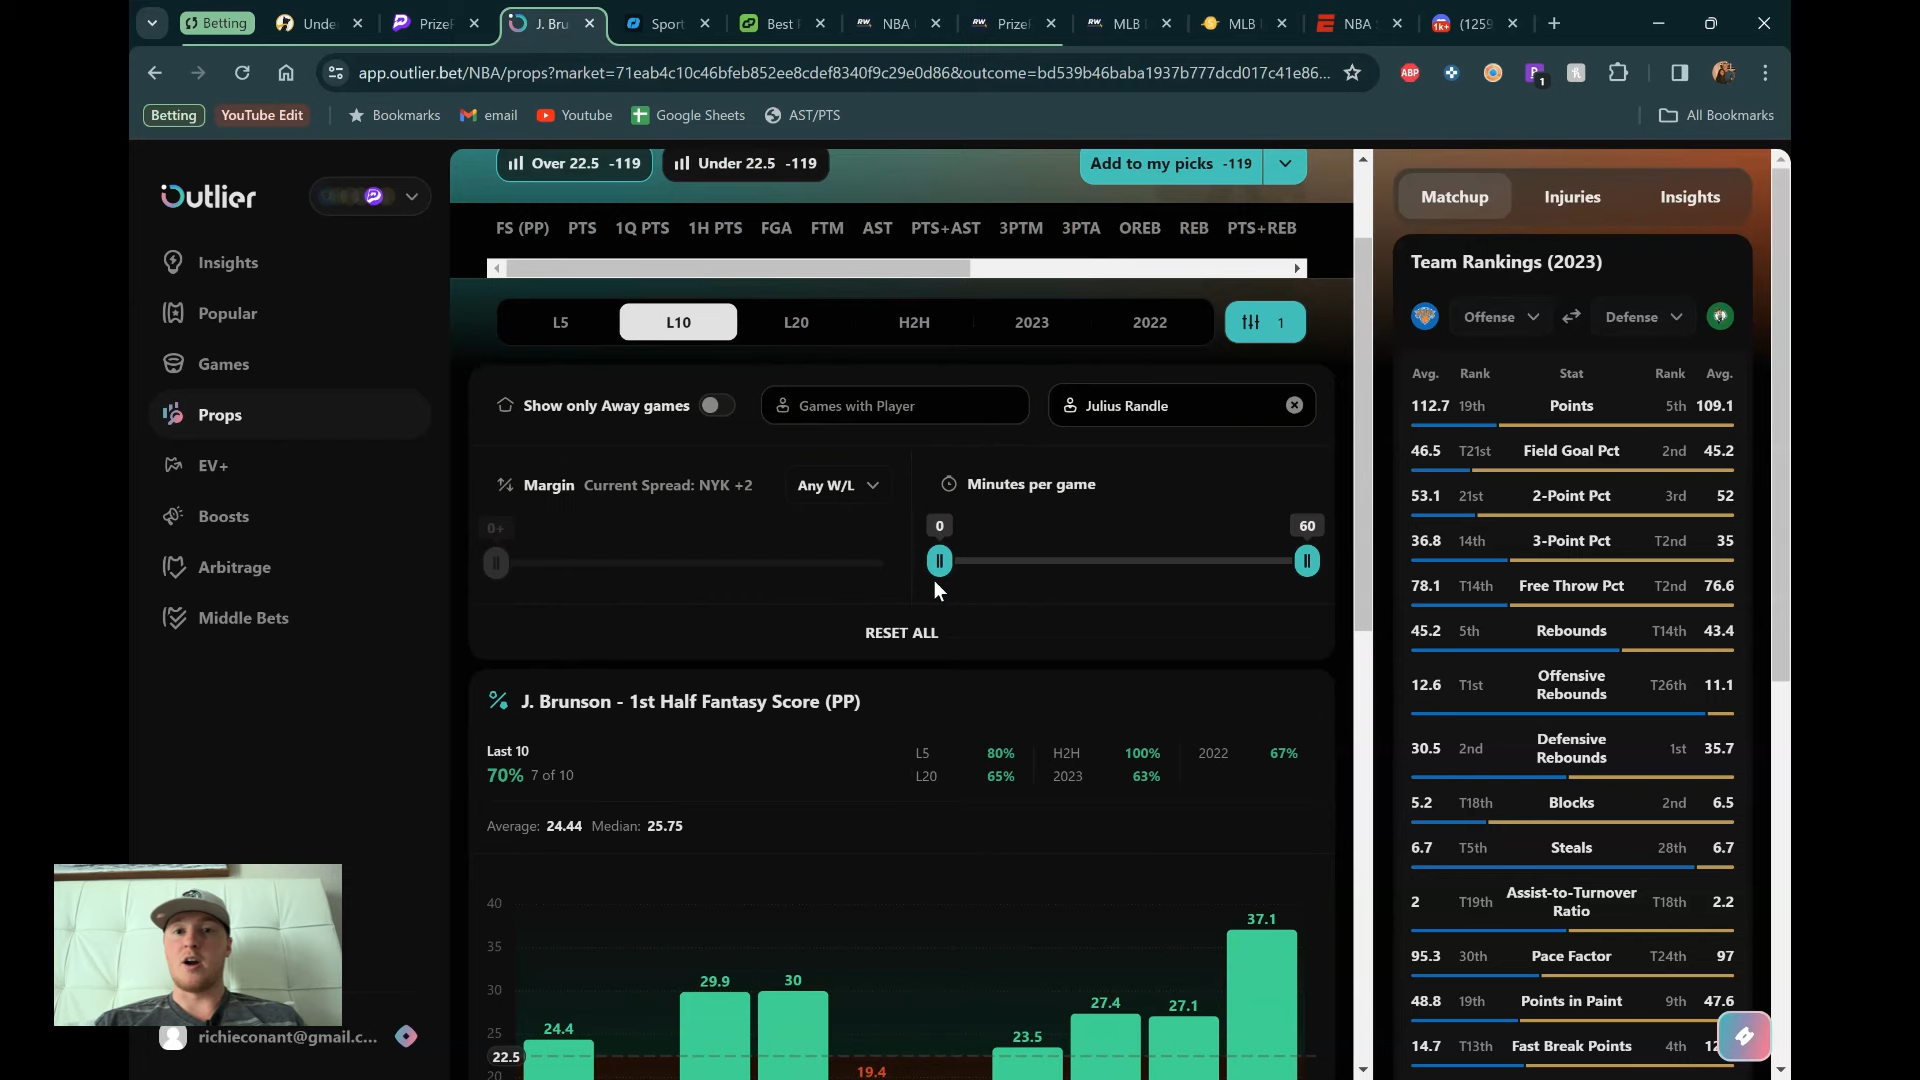 Betting
Unde
PrizeF
J. Bru
Sport
Best F
NBA
PrizeF
MLB
MLB
NBA
(1259
app.outlier.bet/NBA/props?market=71eab4c10c46bfeb852ee8cdef8340f9c29e0d86&outcome=bd539b46baba1937b777dcd017c41e86...
ABP
1
Betting
YouTube Edit
Bookmarks
email
Youtube
Google Sheets
AST/PTS
All Bookmarks
Outlier
Insights
Popular
Games
Props
EV+
Boosts
Arbitrage
Middle Bets
richieconant@gmail.c...
Over 22.5 -119
Under 22.5 -119
Add to my picks -119
FS (PP) PTS 1Q PTS 1H PTS FGA FTM AST PTS+AST 3PTM 3PTA OREB REB PTS+REB
L5 L10 L20 H2H 2023 2022
1
Show only Away games
Games with Player
Julius Randle
Margin Current Spread: NYK +2
Any W/L
Minutes per game
0+
0
60
RESET ALL
J. Brunson - 1st Half Fantasy Score (PP)
Last 10
70% 7 of 10
L5 80% H2H 100% 2022 67%
L20 65% 2023 63%
Average: 24.44 Median: 25.75
40
35
30
25
22.5
20
24.4
29.9
30
19.4
23.5
27.4
27.1
37.1
Matchup
Injuries
Insights
Team Rankings (2023)
Offense
Defense
Avg. Rank Stat Rank Avg.
112.7 19th Points 5th 109.1
46.5 T21st Field Goal Pct 2nd 45.2
53.1 21st 2-Point Pct 3rd 52
36.8 14th 3-Point Pct T2nd 35
78.1 T14th Free Throw Pct T2nd 76.6
45.2 5th Rebounds T14th 43.4
12.6 T1st Offensive Rebounds T26th 11.1
30.5 2nd Defensive Rebounds 1st 35.7
5.2 T18th Blocks 2nd 6.5
6.7 T5th Steals 28th 6.7
2 T19th Assist-to-Turnover Ratio T18th 2.2
95.3 30th Pace Factor T24th 97
48.8 19th Points in Paint 9th 47.6
14.7 T13th Fast Break Points 4th